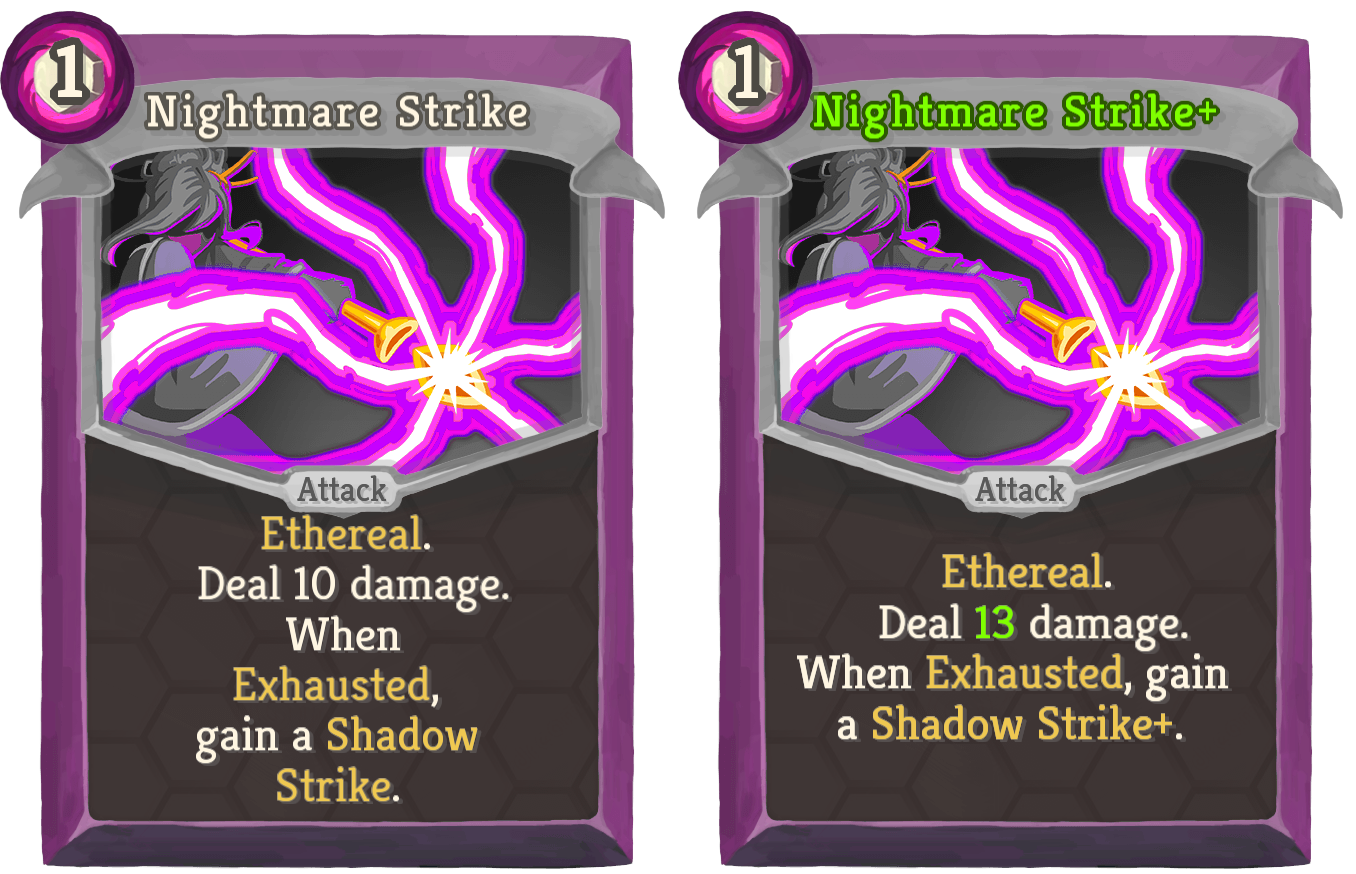 1
Nightmare Strike
Attack
Ethereal.
Deal 10 damage.
When
Exhausted,
gain a Shadow
Strike.
1
Nightmare Strike+
Attack
Ethereal.
Deal 13 damage.
When Exhausted, gain
a Shadow Strike+.